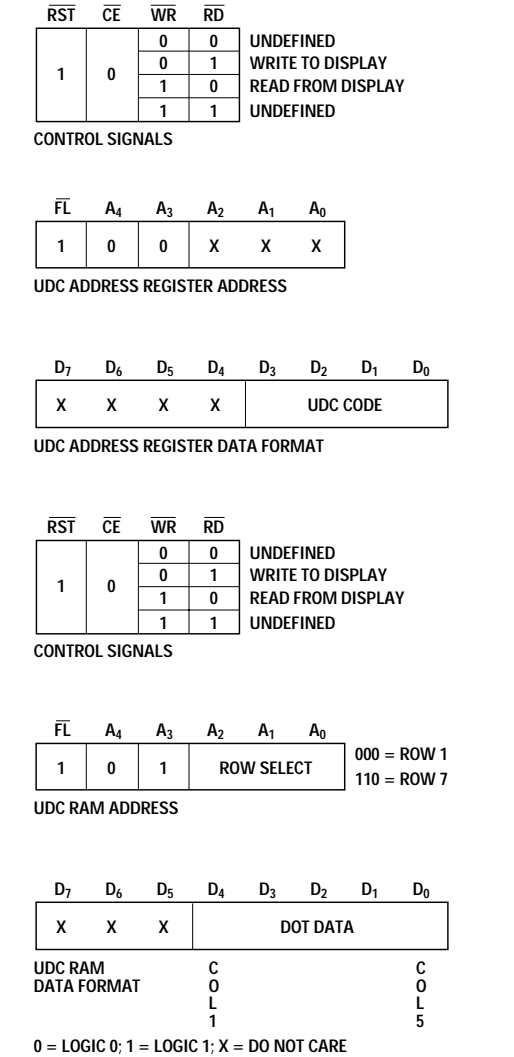 RST CE WR RD
0 0 UNDEFINED
0 1 WRITE TO DISPLAY
1 0 1 0 READ FROM DISPLAY
1 1 UNDEFINED
CONTROL SIGNALS
FL A4 A3 A2 A1 A0
1 0 0 X X X
UDC ADDRESS REGISTER ADDRESS
D7 D6 D5 D4 D3 D2 D1 D0
X X X X UDC CODE
UDC ADDRESS REGISTER DATA FORMAT
RST CE WR RD
0 0 UNDEFINED
0 1 WRITE TO DISPLAY
1 0 1 0 READ FROM DISPLAY
1 1 UNDEFINED
CONTROL SIGNALS
FL A4 A3 A2 A1 A0
1 0 1 ROW SELECT 000 = ROW 1
110 = ROW 7
UDC RAM ADDRESS
D7 D6 D5 D4 D3 D2 D1 D0
X X X DOT DATA
UDC RAM C C
DATA FORMAT O O
L L
1 5
0 = LOGIC 0; 1 = LOGIC 1; X = DO NOT CARE